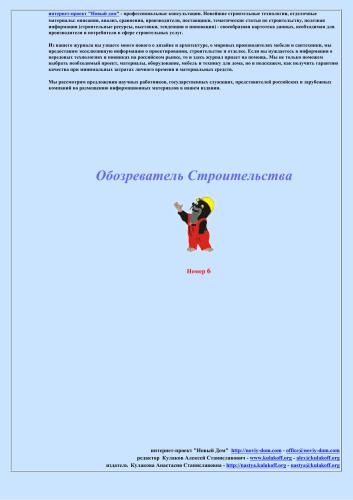 интернет-проект "Новый дом" - профессиональные консультации. Новейшие строительные технологии, отделочные
материалы: описания, анализ, сравнения, производители, поставщики, тематические статьи по строительству, полезная
информация (строительные ресурсы, выставки, тенденции и инновации) - своеобразная картотека данных, необходимая для
производителя и потребителя в сфере строительных услуг.
Из нашего журнала вы узнаете много нового о дизайне и архитектуре, о мировых производителях мебели и сантехники, мы
предоставим эксклюзивную информацию о проектировании, строительстве и отделке. Если вы нуждаетесь в информации о
передовых технологиях и новинках на российском рынке, то и здесь журнал придет на помощь. Мы не только поможем
выбрать необходимый проект, материалы, оборудование, мебель и технику для дома, но и подскажем, как получить гарантию
качества при минимальных затратах личного времени и материальных средств.
Мы рассмотрим предложения научных работников, государственных служащих, представителей российских и зарубежных
компаний по размещению информационных материалов в нашем издании.
Обозреватель Строительства
Номер 6
интернет-проект "Новый Дом" http://noviy-dom.com - office@noviy-dom.com
редактор Кулаков Алексей Станиславович - www.kulakoff.org - alex@kulakoff.org
издатель Кулакова Анастасия Станиславовна - http://nastya.kulakoff.org - nastya@kulakoff.org